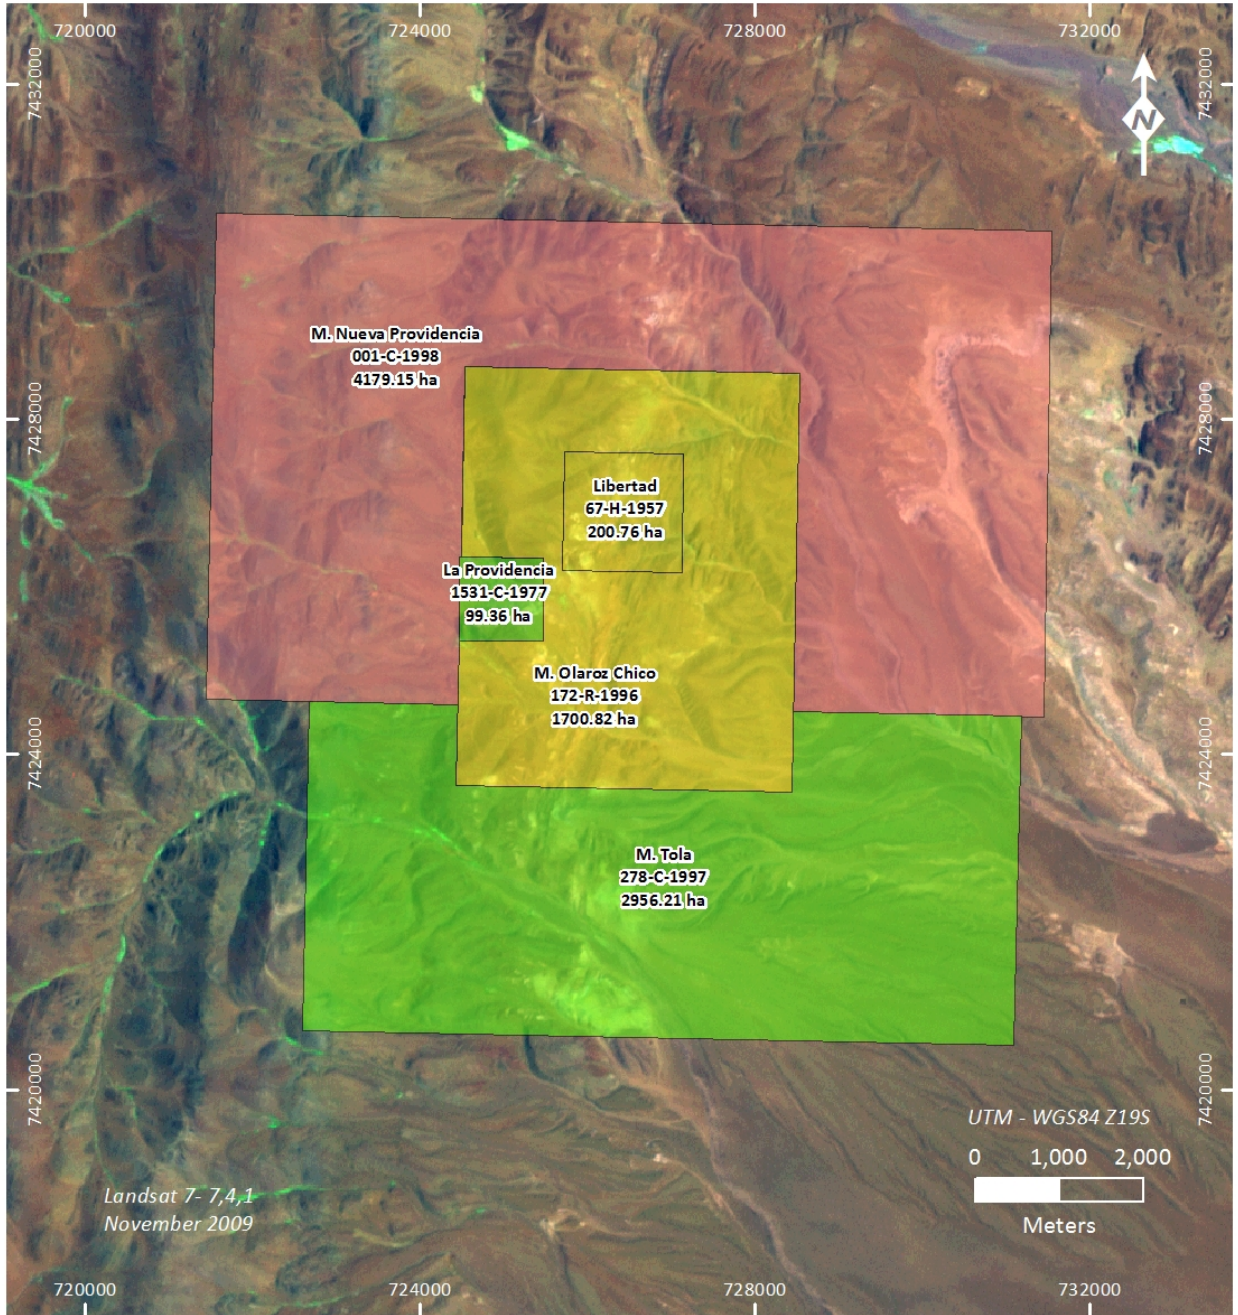 720000
724000
728000
732000
7432000
7432000
N
M. Nueva Providencia
001-C-1998
4179.15 ha
7428000
7428000
Libertad
67-H-1957
200.76 ha
La Providencia
1531-C-1977
99.36 ha
M. Olaroz Chico
172-R-1996
1700.82 ha
7424000
7424000
M. Tola
278-C-1997
2956.21 ha
7420000
7420000
UTM - WGS84 Z19S
0 1,000 2,000
Meters
Landsat 7- 7,4,1
November 2009
720000
724000
728000
732000